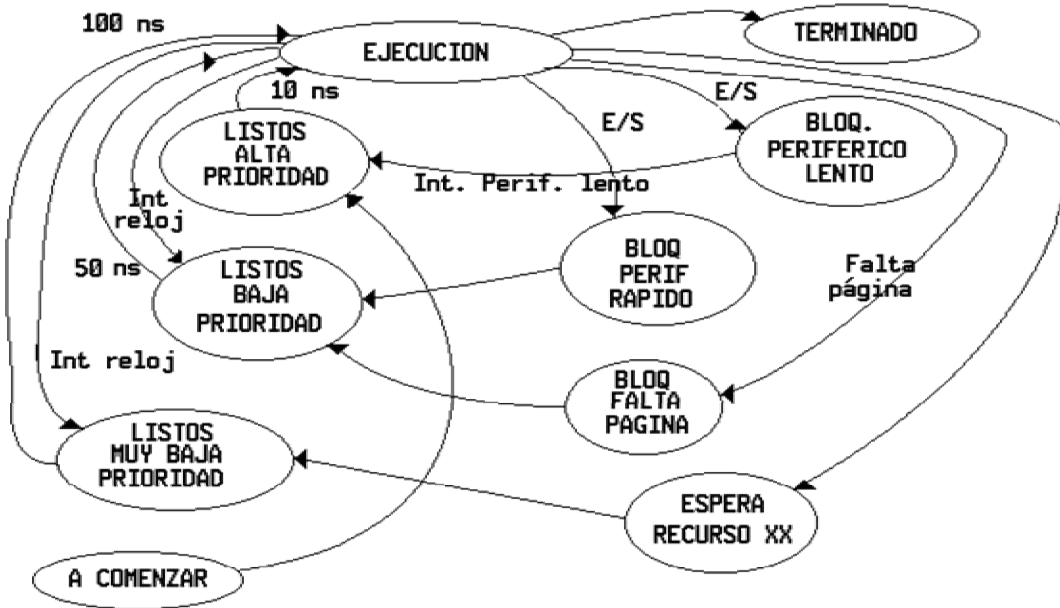 100 ns
TERMINADO
EJECUCION
10 ns
E/S
E/S
LISTOS
ALTA
PRIORIDAD
BLOQ.
PERIFERICO
LENTO
Int. Perif. lento
Int
reloj
BLOQ
PERIF
RAPIDO
Falta
página
50 ns
LISTOS
BAJA
PRIORIDAD
Int reloj
BLOQ
FALTA
PAGINA
LISTOS
MUY BAJA
PRIORIDAD
ESPERA
RECURSO XX
A COMENZAR